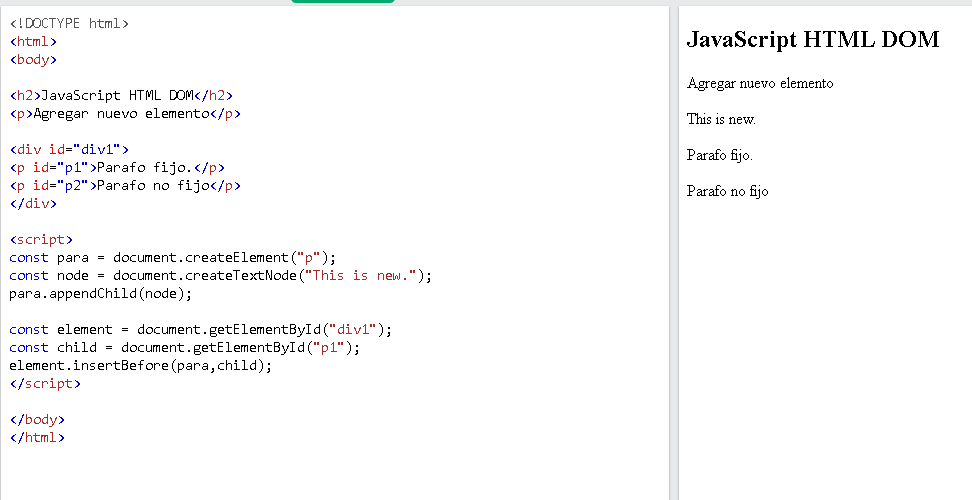 <!DOCTYPE html>
<html>
<body>
<h2>JavaScript HTML DOM</h2>
<p>Agregar nuevo elemento</p>
<div id="div1">
<p id="p1">Parafo fijo.</p>
<p id="p2">Parafo no fijo</p>
</div>
<script>
const para = document.createElement("p");
const node = document.createTextNode("This is new.");
para.appendChild(node);
const element = document.getElementById("div1");
const child = document.getElementById("p1");
element.insertBefore(para,child);
</script>
</body>
</html>
JavaScript HTML DOM
Agregar nuevo elemento
This is new.
Parafo fijo.
Parafo no fijo